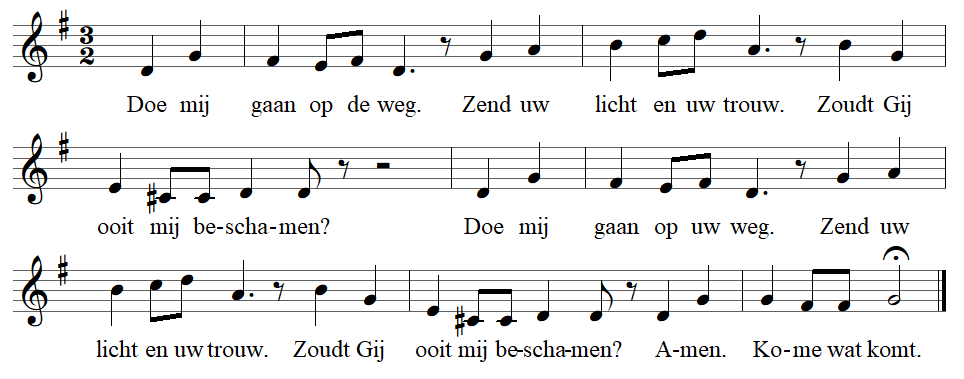 3
2
Doe mij gaan op de weg. Zend uw licht en uw trouw. Zoudt Gij
ooit mij be-scha-men? Doe mij gaan op uw weg. Zend uw
licht en uw trouw. Zoudt Gij ooit mij be-scha-men? A-men. Ko-me wat komt.